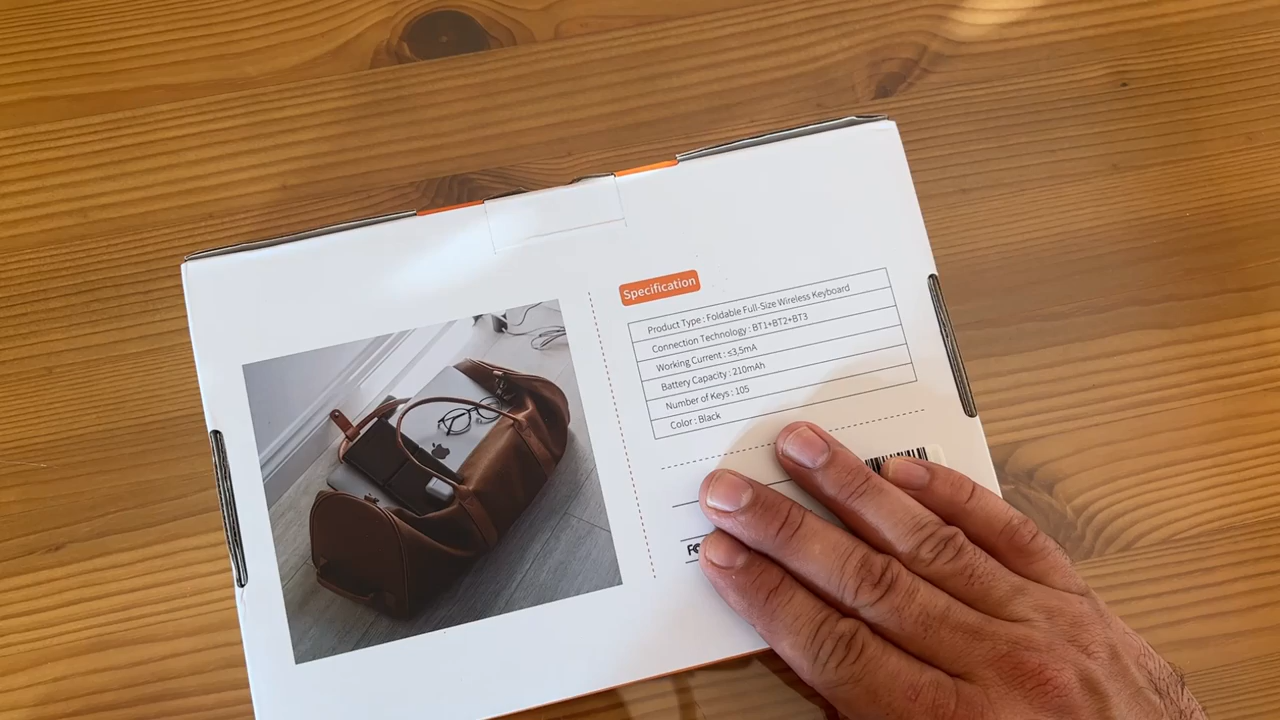 Specification
Product Type : Foldable Full-Size Wireless Keyboard
Connection Technology : BT1+BT2+BT3
Working Current : ≤3,5mA
Battery Capacity : 210mAh
Number of Keys : 105
Color : Black